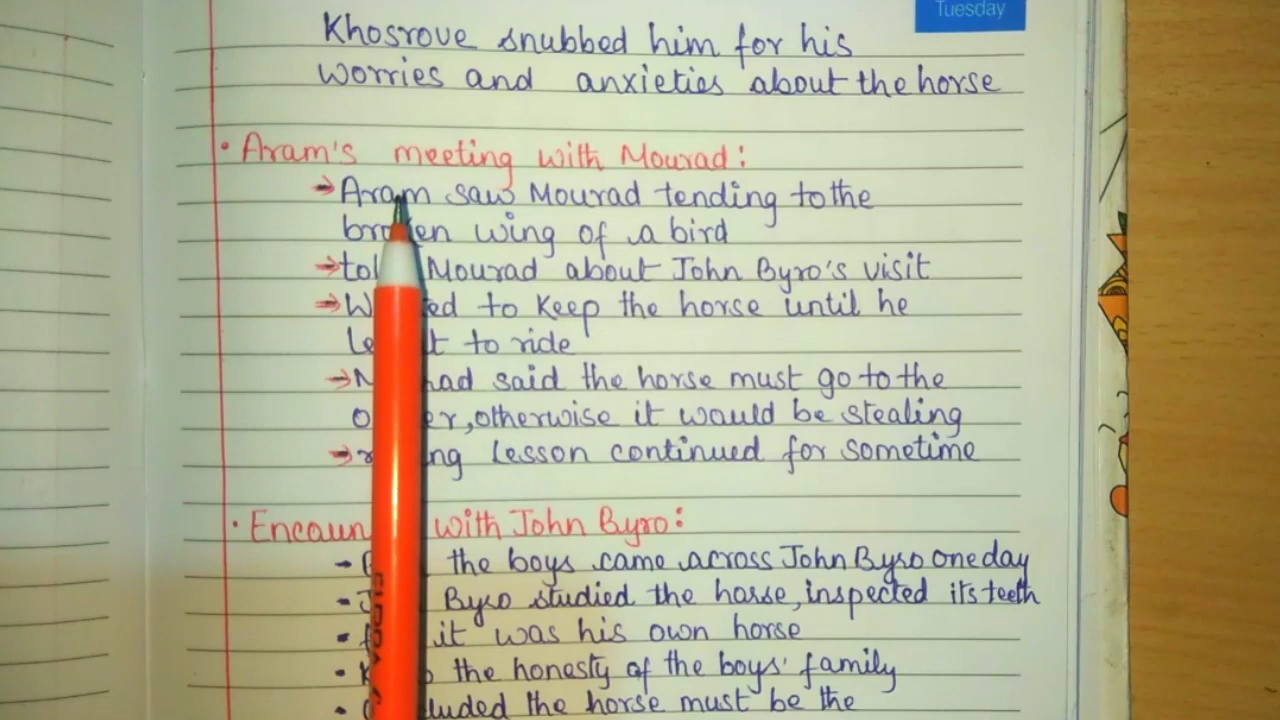 Tuesday
Khosrove snubbed him for his
worries and anxieties about the horse
• Aram's meeting with Mourad:
→ Aram saw Mourad tending to the
wing of a bird
→ Mourad about John Byro's visit
→ to keep the horse until he
to ride
→ said the horse must go to the
otherwise it would be stealing
→ lesson continued for sometime
• with John Byro:
→ the boys came across John Byro one day
- Byro studied the horse, inspected its teeth
• it was his own horse
• the honesty of the boys' family
• the horse must be the